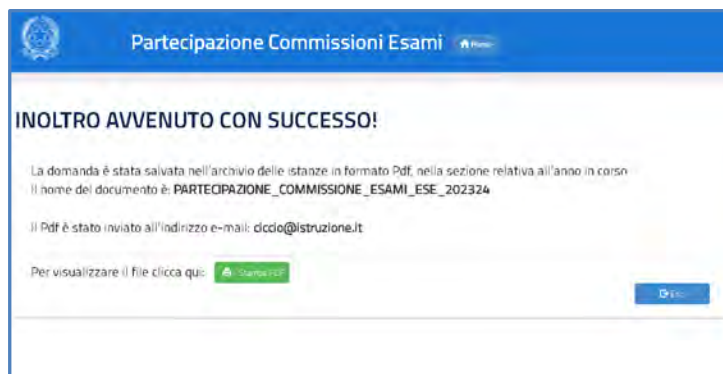 Partecipazione Commissioni Esami Home
INOLTRO AVVENUTO CON SUCCESSO!
La domanda è stata salvata nell'archivio delle istanze in formato Pdf, nella sezione relativa all'anno in corso
Il nome del documento è: PARTECIPAZIONE_COMMISSIONE_ESAMI_ESE_202324
Il Pdf è stato inviato all'indirizzo e-mail: ciccio@istruzione.it
Per visualizzare il file clicca qui: Stampa PDF